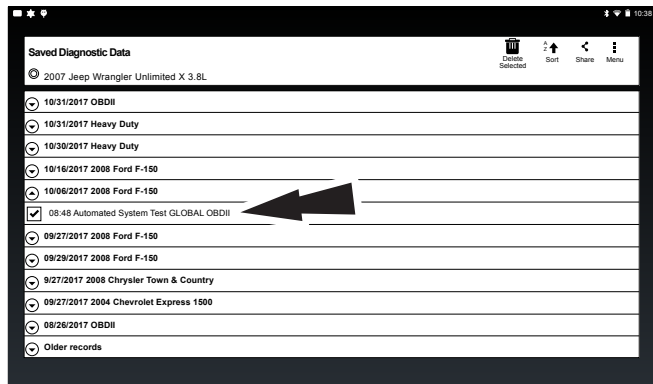 10:38
Saved Diagnostic Data
2007 Jeep Wrangler Unlimited X 3.8L
Delete Selected
A Z Sort
Share
Menu
10/31/2017 OBDII
10/31/2017 Heavy Duty
10/30/2017 Heavy Duty
10/16/2017 2008 Ford F-150
10/06/2017 2008 Ford F-150
08:48 Automated System Test GLOBAL OBDII
09/27/2017 2008 Ford F-150
09/29/2017 2008 Ford F-150
9/27/2017 2008 Chrysler Town & Country
09/27/2017 2004 Chevrolet Express 1500
08/26/2017 OBDII
Older records